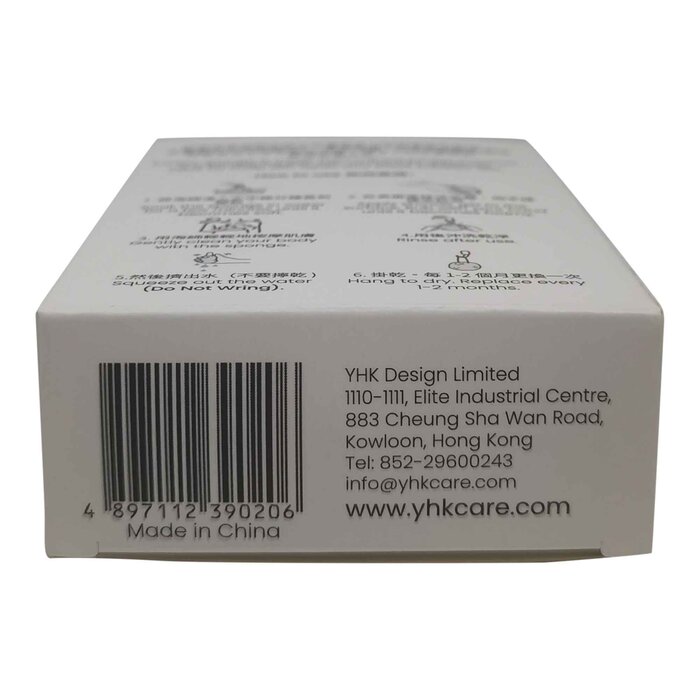 3. 用海綿輕輕地按摩肌膚
Gently clean your body
with the sponge.
4.用後沖洗乾淨
Rinse after use.
5.然後擠出水 (不要擰乾)
Squeeze out the water
(Do Not Wring).
6. 掛乾,每 1-2 個月更換一次
Hang to dry. Replace every
1-2 months.
4 897112 390206
Made in China
YHK Design Limited
1110-1111, Elite Industrial Centre,
883 Cheung Sha Wan Road,
Kowloon, Hong Kong
Tel: 852-29600243
info@yhkcare.com
www.yhkcare.com